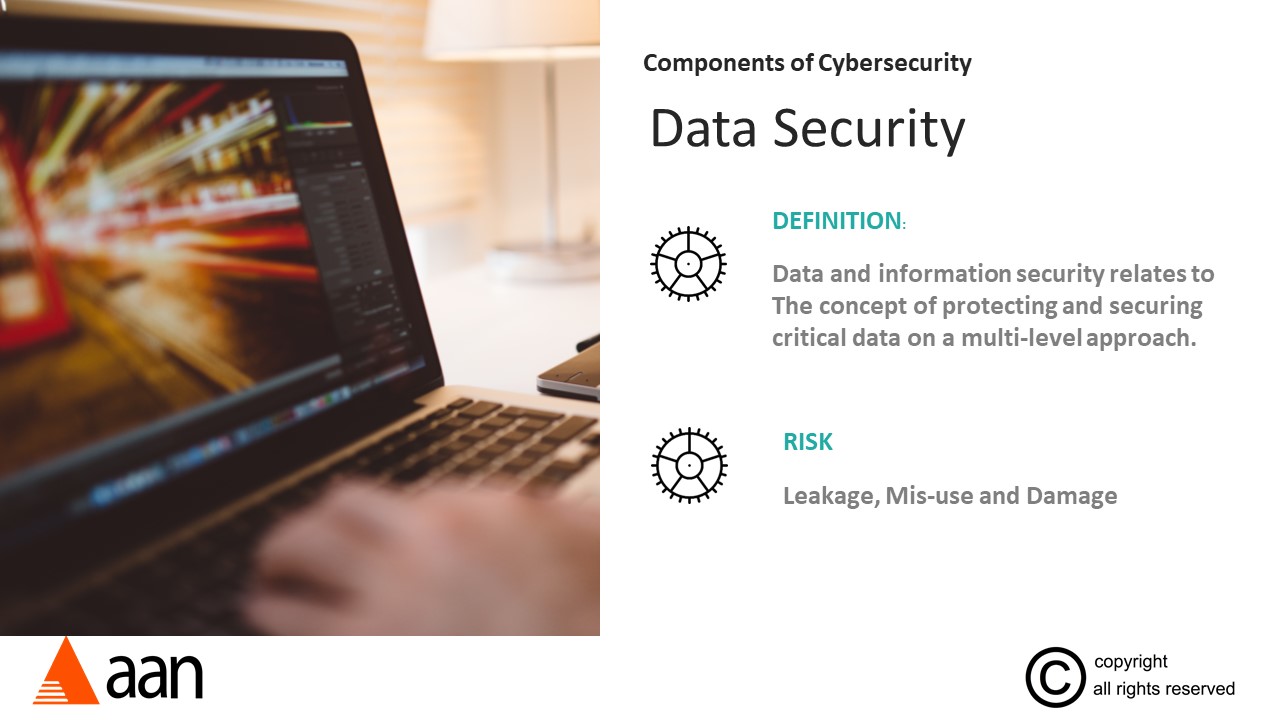 Components of Cybersecurity
Data Security
DEFINITION:
Data and information security relates to
The concept of protecting and securing
critical data on a multi-level approach.
RISK
Leakage, Mis-use and Damage
aan
©
copyright
all rights reserved